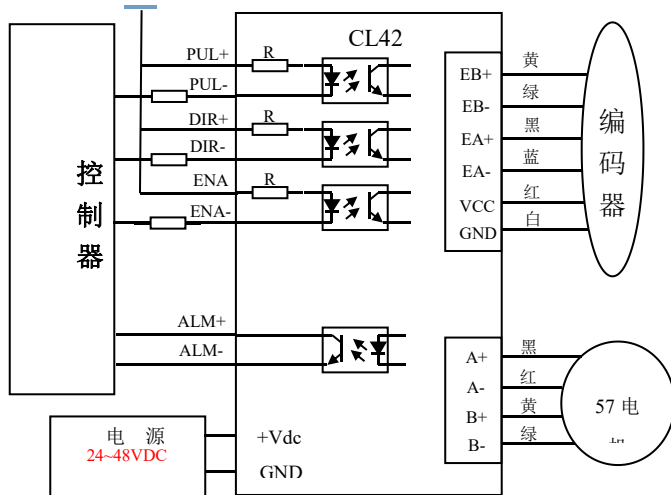 CL42
控制器
PUL+
R
PUL-
DIR+
R
DIR-
ENA
R
ENA-
ALM+
ALM-
电 源
24~48VDC
+Vdc
GND
EB+
黄
EB-
绿
EA+
黑
EA-
蓝
VCC
红
GND
白
编码器
A+
黑
A-
红
B+
黄
B-
绿
57 电